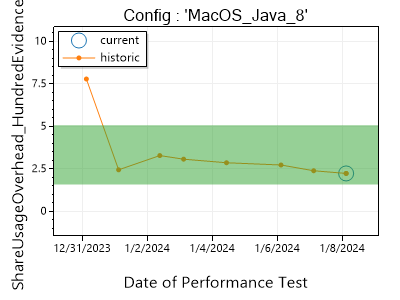 Config : 'MacOS_Java_8'
current
historic
ShareUsageOverhead_HundredEvidence
10
7.5
5
2.5
0
12/31/2023
1/2/2024
1/4/2024
1/6/2024
1/8/2024
Date of Performance Test